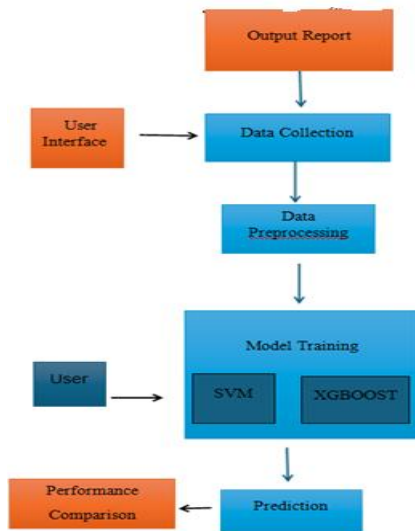 Output Report
User
Interface
Data Collection
Data
Preprocessing
Model Training
SVM
XGBOOST
User
Performance
Comparison
Prediction